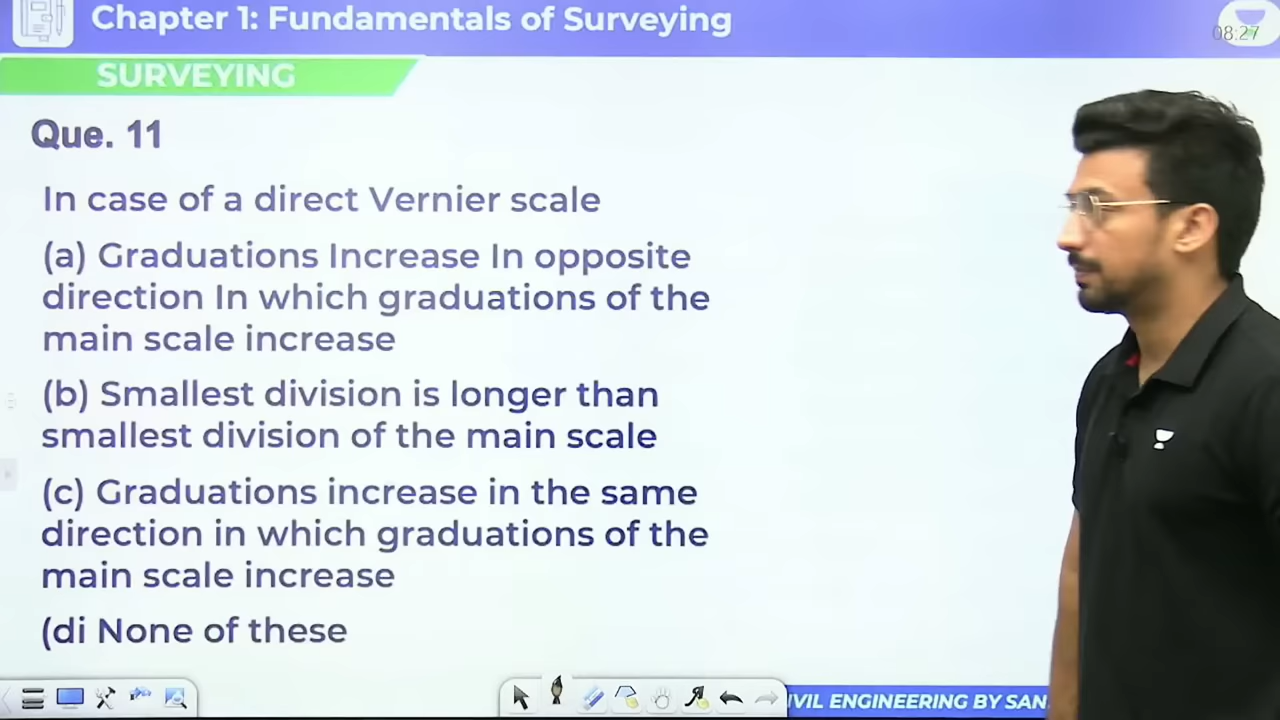 Chapter 1: Fundamentals of Surveying
08:27
SURVEYING
Que. 11
In case of a direct Vernier scale
(a) Graduations Increase In opposite
direction In which graduations of the
main scale increase
(b) Smallest division is longer than
smallest division of the main scale
(c) Graduations increase in the same
direction in which graduations of the
main scale increase
(di None of these
IVIL ENGINEERING BY SAN